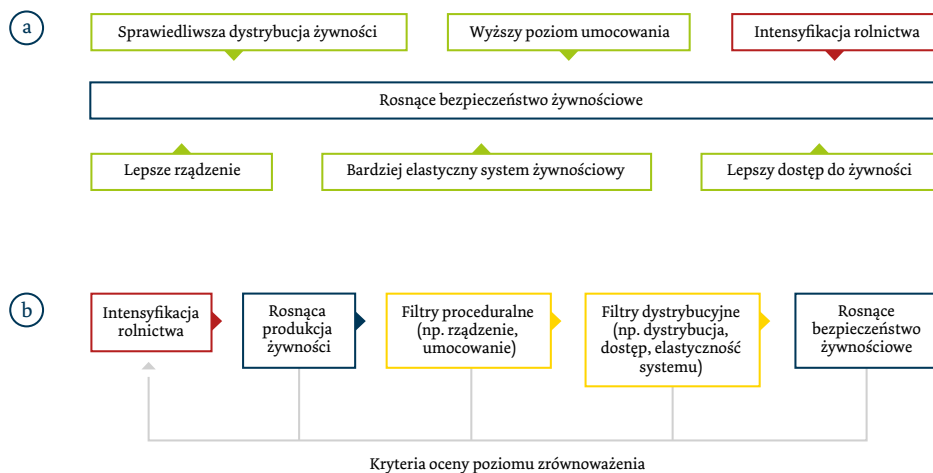 a
Sprawiedliwsza dystrybucja żywności
Wyższy poziom umocowania
Intensyfikacja rolnictwa
Rosnące bezpieczeństwo żywnościowe
Lepsze rządzenie
Bardziej elastyczny system żywnościowy
Lepszy dostęp do żywności
b
Intensyfikacja
rolnictwa
Rosnąca
produkcja
żywności
Filtry proceduralne
(np. rządzenie,
umocowanie)
Filtry dystrybucyjne
(np. dystrybucja,
dostęp, elastyczność
systemu)
Rosnące
bezpieczeństwo
żywnościowe
Kryteria oceny poziomu zrównoważenia